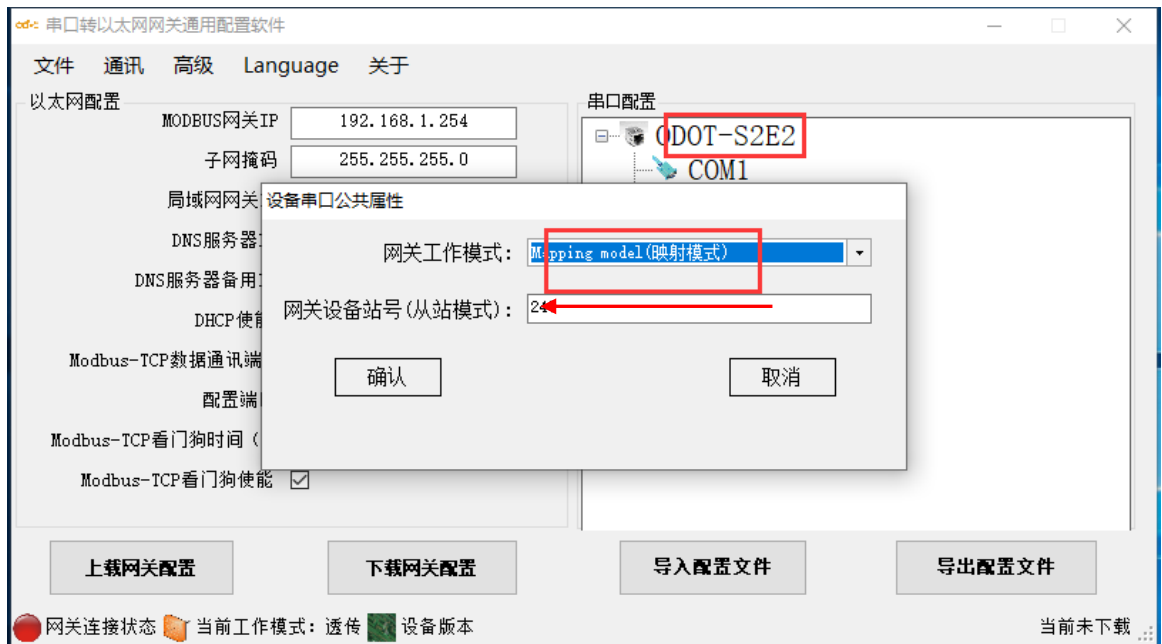 串口转以太网网关通用配置软件
文件 通讯 高级 Language 关于
以太网配置
MODBUS网关IP 192.168.1.254
子网掩码 255.255.255.0
局域网网关
DNS服务器
DNS服务器备用
DHCP使能
Modbus-TCP数据通讯端
配置端
Modbus-TCP看门狗时间（
Modbus-TCP看门狗使能
串口配置
ODOT-S2E2
COM1
设备串口公共属性
网关工作模式： Mapping model(映射模式)
网关设备站号(从站模式)：
确认 取消
上载网关配置 下载网关配置 导入配置文件 导出配置文件
网关连接状态 当前工作模式：透传 设备版本 当前未下载